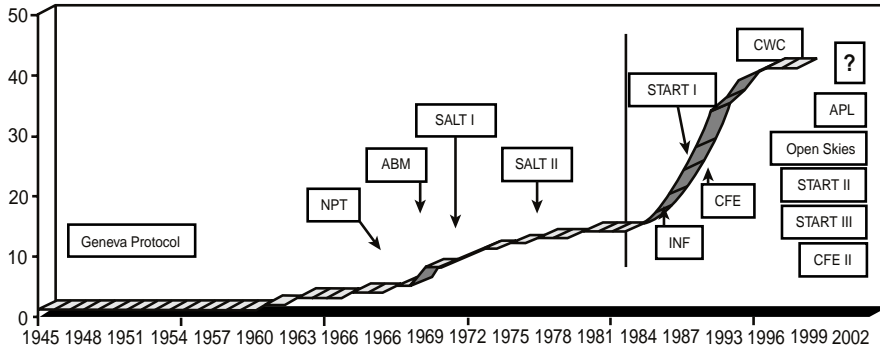 50
CWC
?
40
START I
APL
SALT I
30
Open Skies
ABM
SALT II
START II
20
NPT
CFE
START III
Geneva Protocol
INF
CFE II
10
0
1945 1948 1951 1954 1957 1960 1963 1966 1966 1969 1972 1975 1978 1981 1984 1987 1993 1996 1999 2002